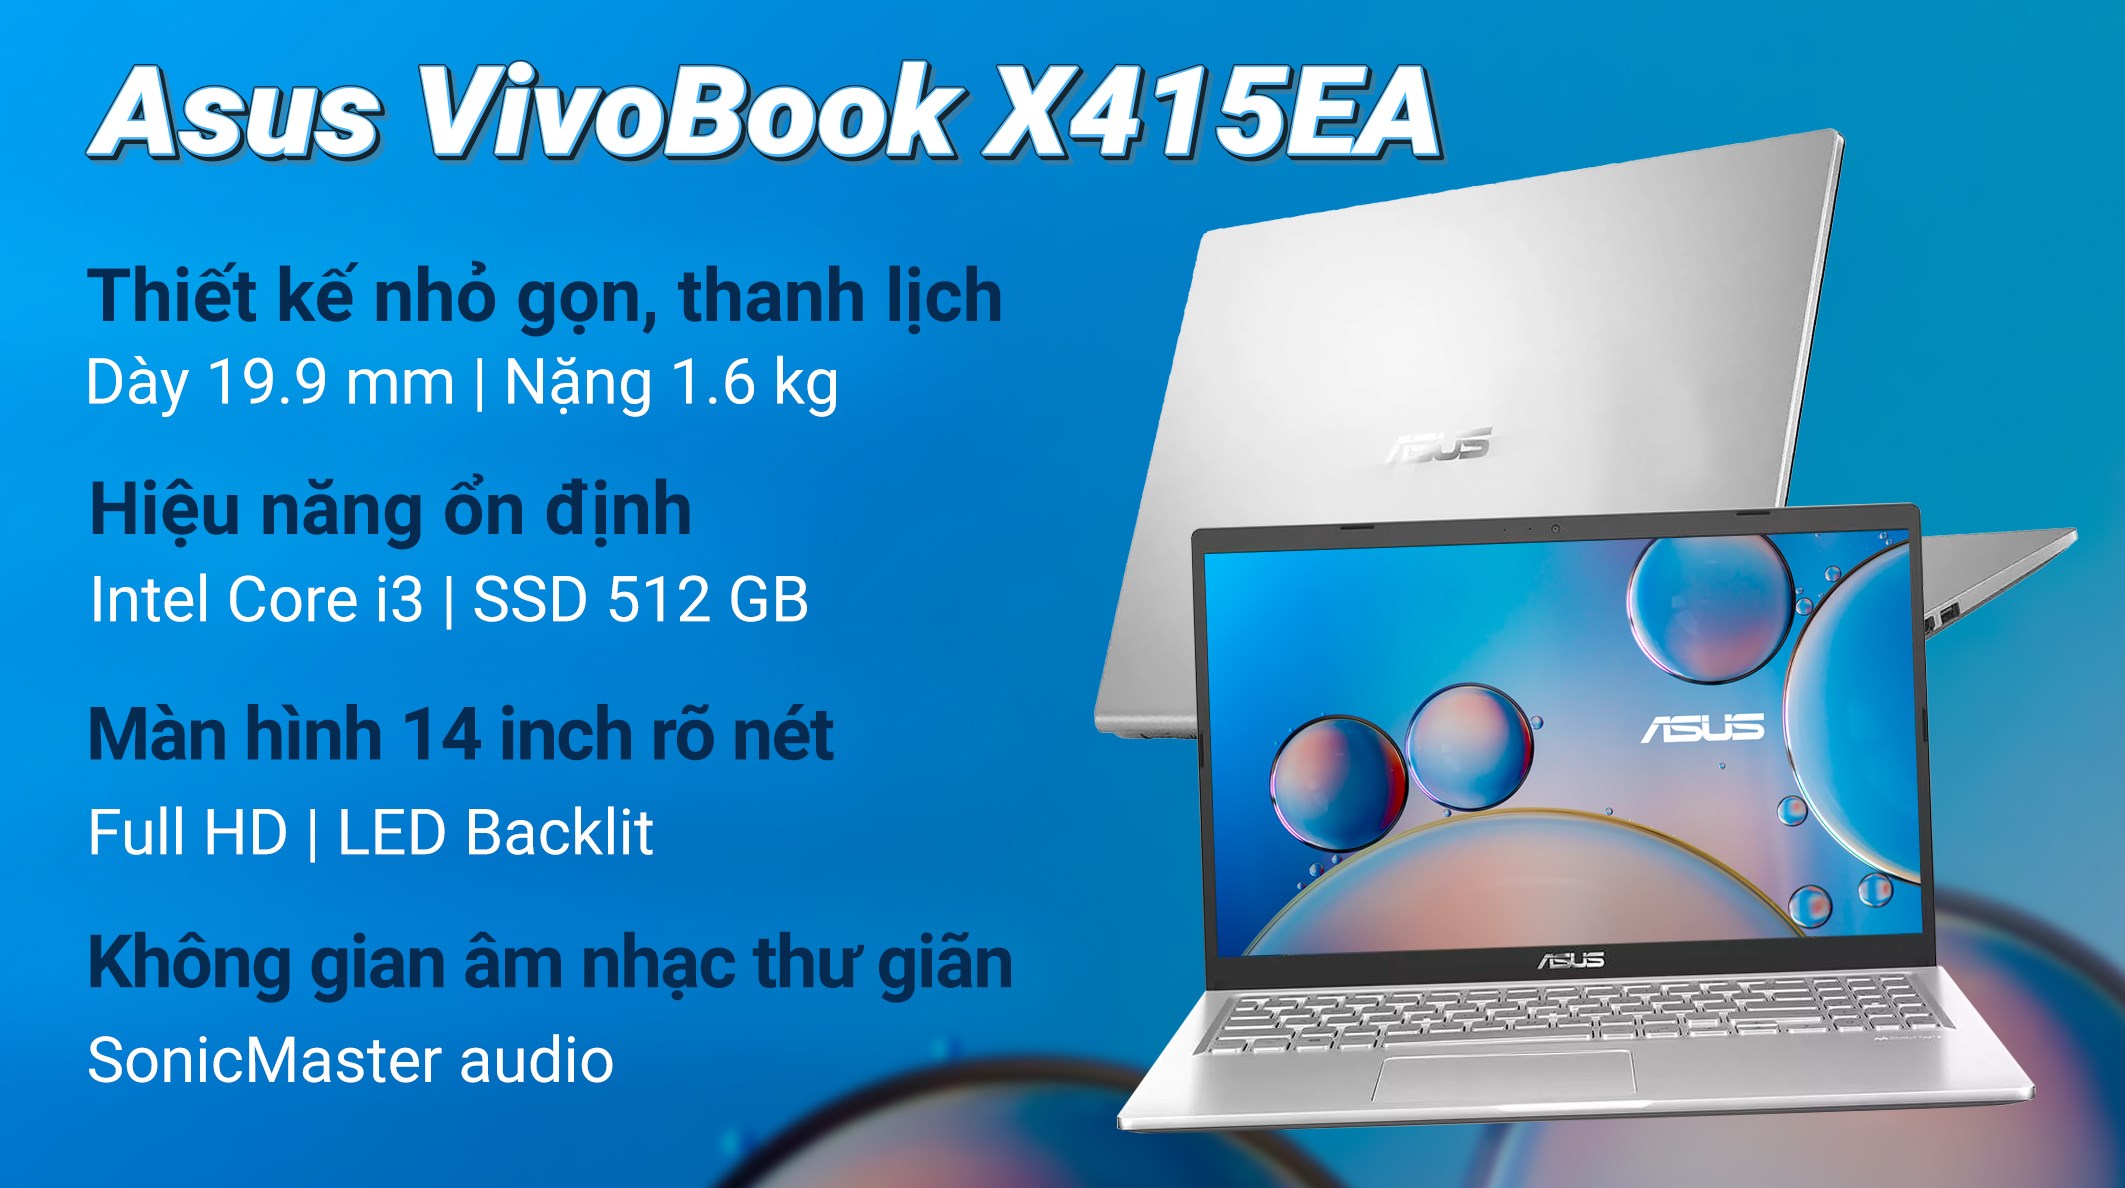 Asus VivoBook X415EA
Thiết kế nhỏ gọn, thanh lịch
Dày 19.9 mm | Nặng 1.6 kg
Hiệu năng ổn định
Intel Core i3 | SSD 512 GB
Màn hình 14 inch rõ nét
Full HD | LED Backlit
Không gian âm nhạc thư giãn
SonicMaster audio
ASUS
ASUS
ASUS